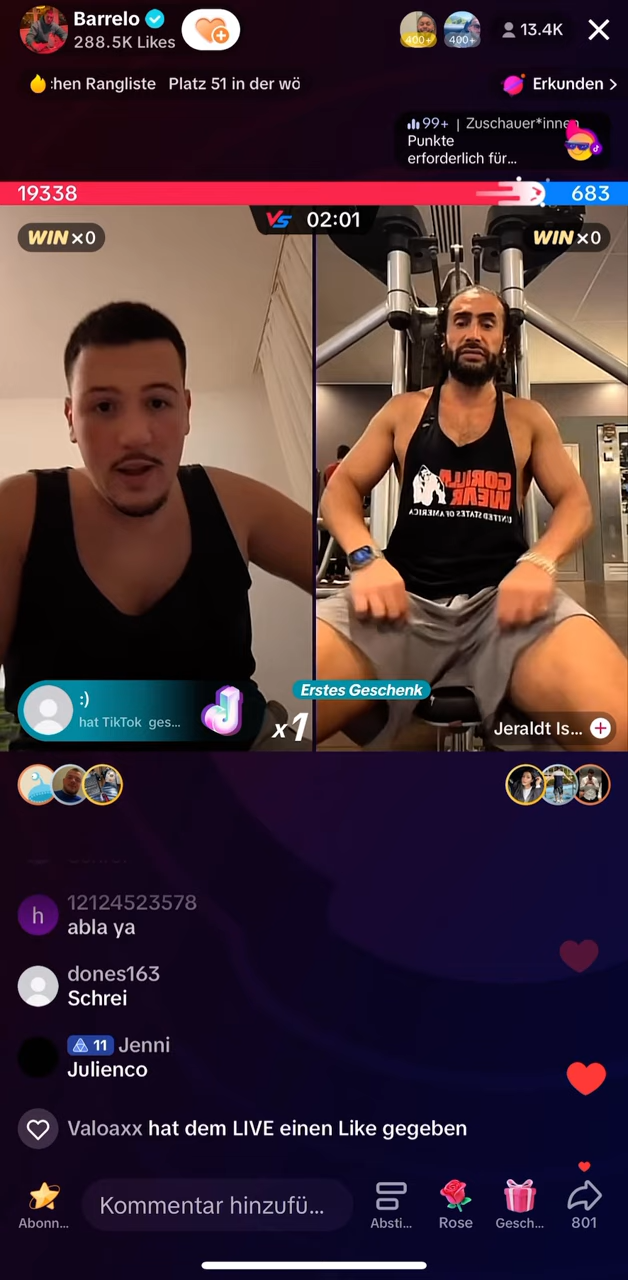 Barrelo
288.5K Likes
400+
400+
13.4K
:hen Rangliste Platz 51 in der wö
Erkunden >
99+ | Zuschauer*innen
Punkte
erforderlich für...
19338
683
VS 02:01
WIN x0
WIN x0
GORILLA
WEAR
UNITED STATES OF AMERICA
Erstes Geschenk
:)
hat TikTok ges...
x1
Jeraldt Is...
h
12124523578
abla ya
dones163
Schrei
11 Jenni
Julienco
Valoaxx hat dem LIVE einen Like gegeben
Kommentar hinzufü...
Abonn...
Absti...
Rose
Gesch...
801